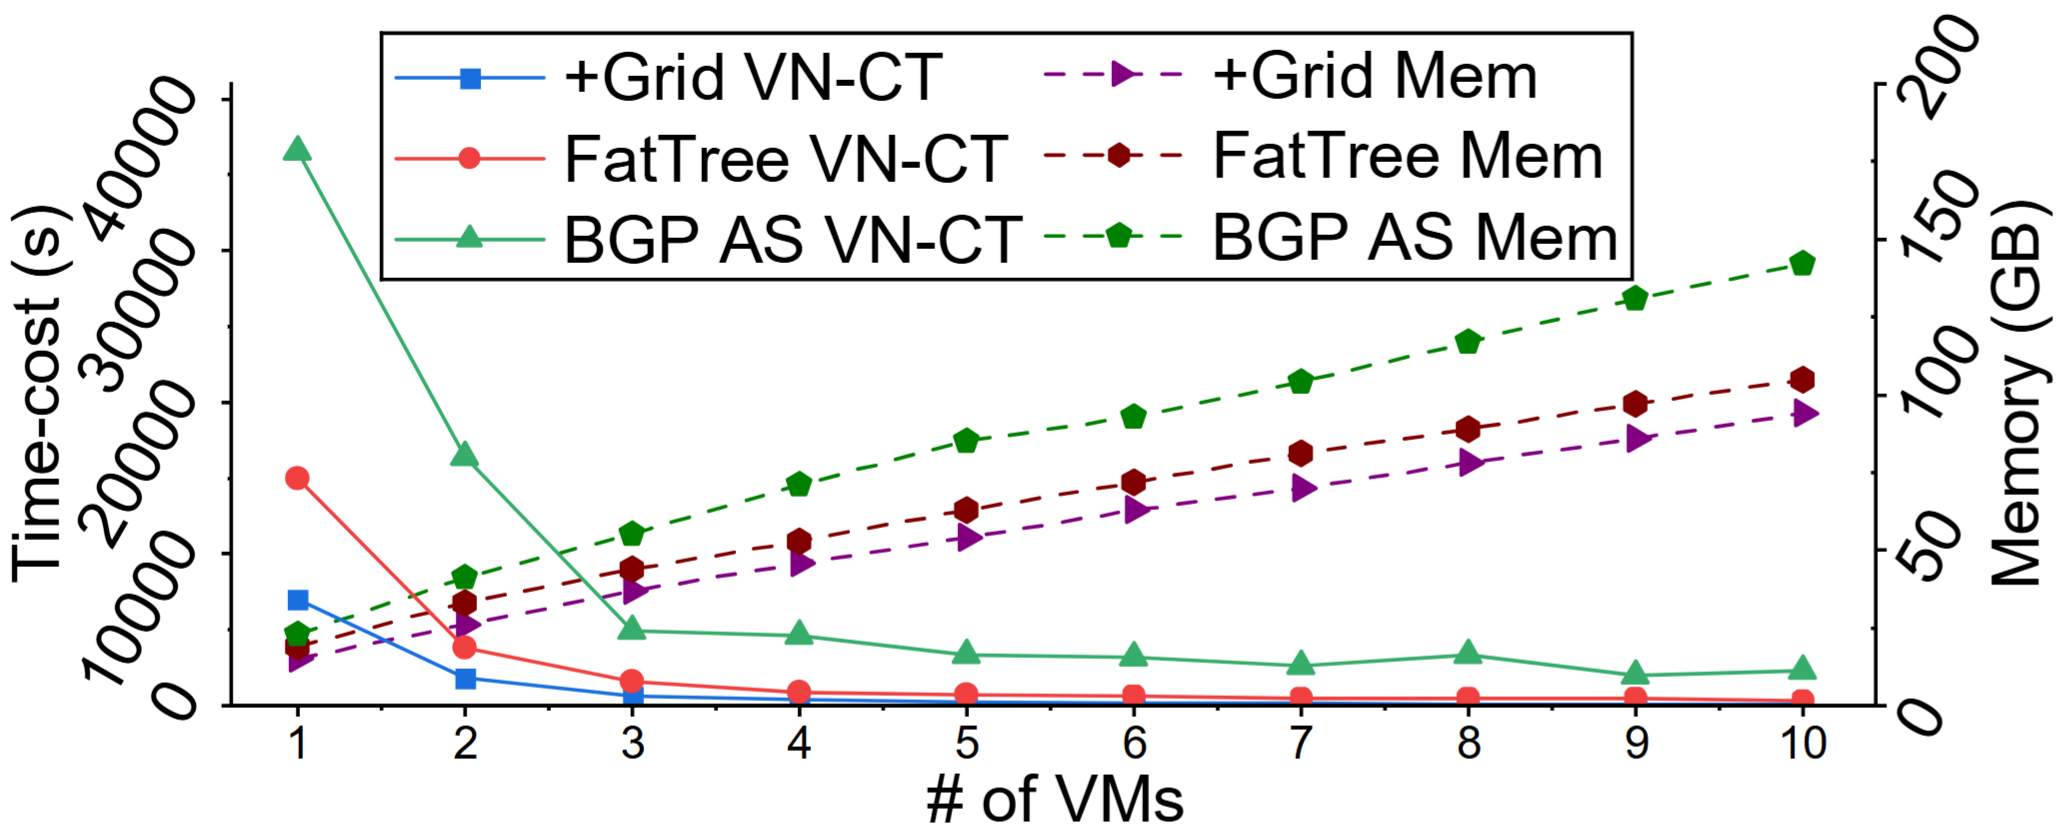 +Grid VN-CT
+Grid Mem
FatTree VN-CT
FatTree Mem
BGP AS VN-CT
BGP AS Mem
Time-cost (s)
40000
30000
20000
10000
0
200
150
100
50
0
Memory (GB)
1 2 3 4 5 6 7 8 9 10
# of VMs